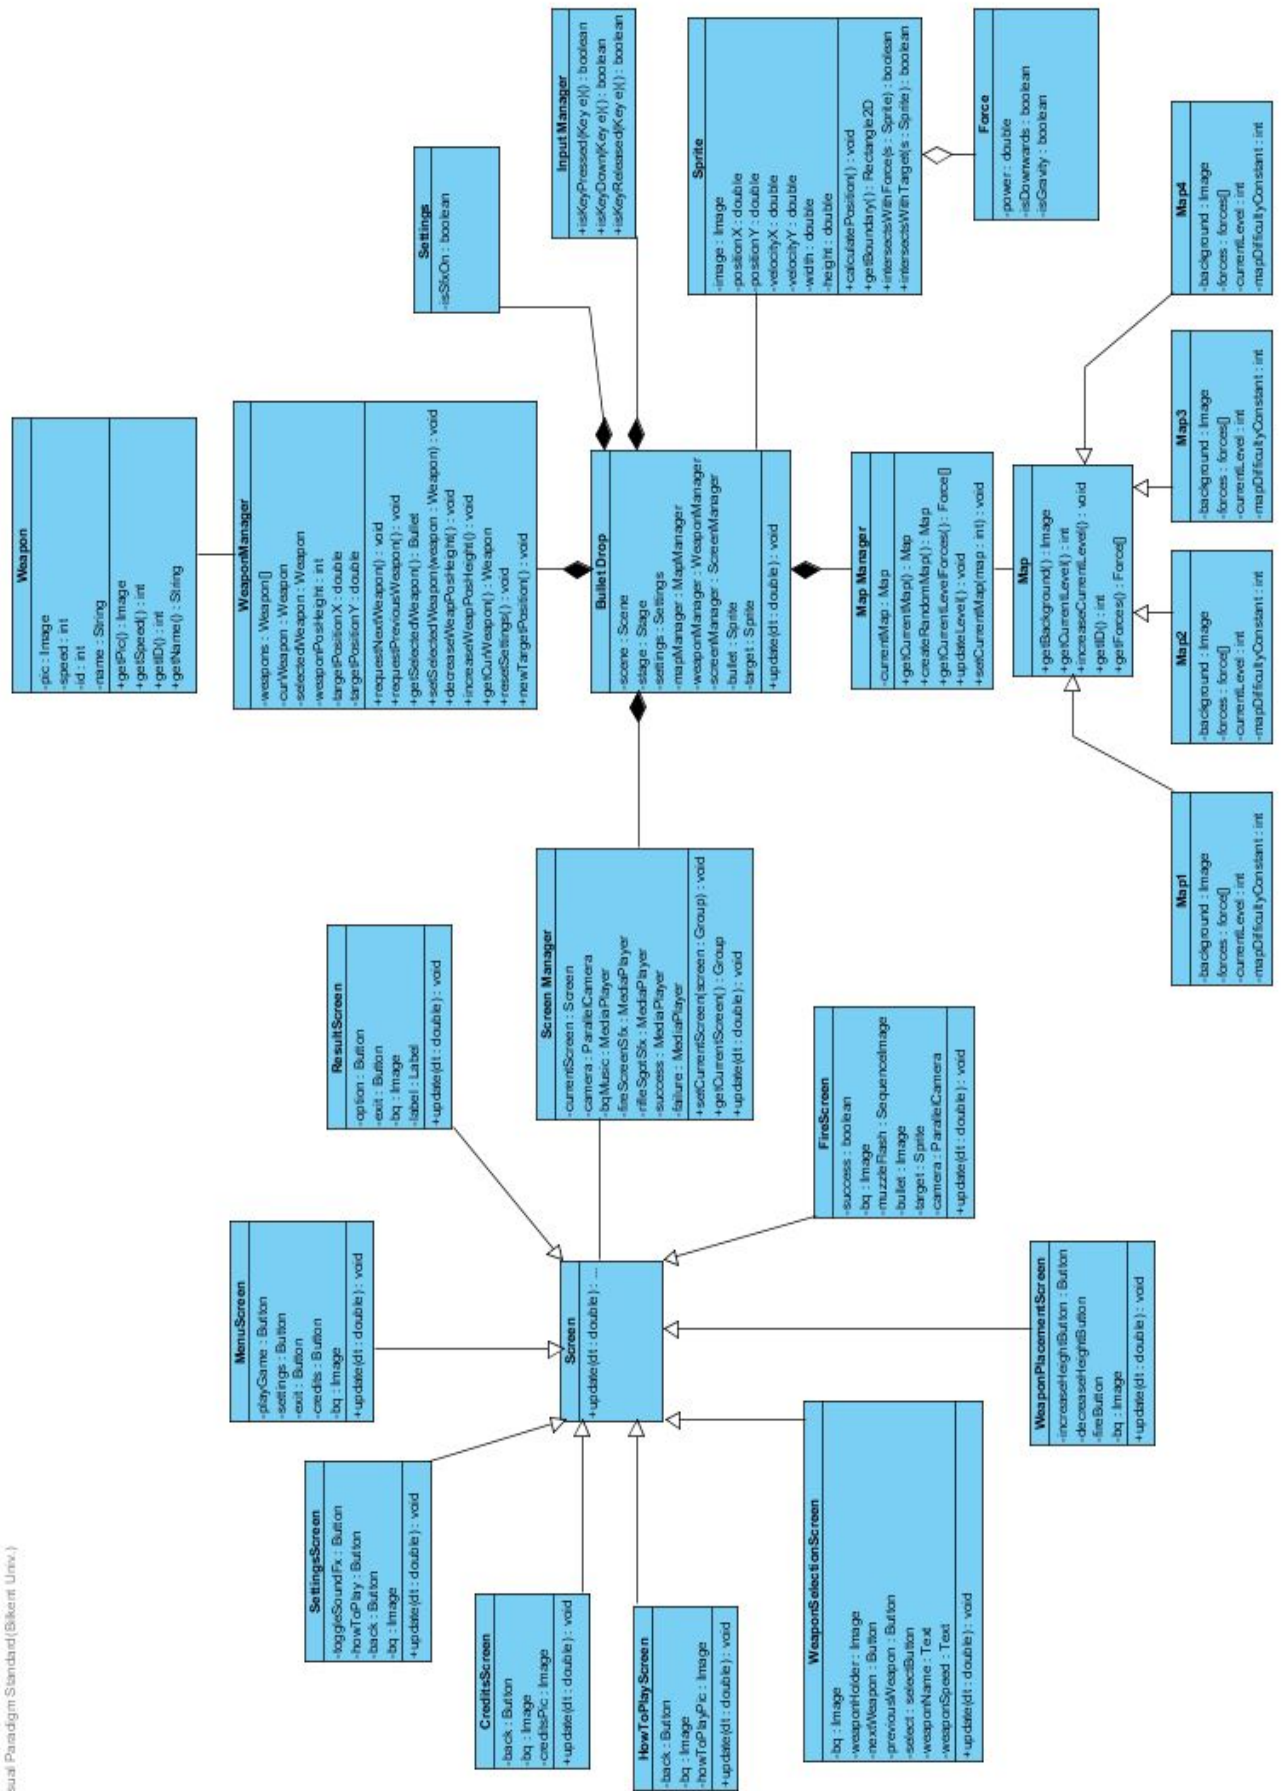 sual Paradigm Standard(Bilkent Univ.)
MenuScreen
-playGame : Button
-settings : Button
-exit : Button
-credits : Button
-bq : Image
+update(dt : double) : void
SettingsScreen
-toggleSoundFx : Button
-howToPlay : Button
-back : Button
-bq : Image
+update(dt : double) : void
CreditsScreen
-back : Button
-bq : Image
-creditsPic : Image
+update(dt : double) : void
HowToPlayScreen
-back : Button
-bq : Image
-howToPlayPic : Image
+update(dt : double) : void
WeaponSelectionScreen
-bq : Image
-weaponHolder : Image
-nextWeapon : Button
-previousWeapon : Button
-select : selectButton
-weaponName : Text
-weaponSpeed : Text
+update(dt : double) : void
WeaponPlacementScreen
-increaseHeightButton : Button
-decreaseHeightButton
-fireButton
-bq : Image
+update(dt : double) : void
Screen
+update(dt : double) : ...
ResultScreen
-option : Button
-exit : Button
-bq : Image
-label : Label
+update(dt : double) : void
FireScreen
-success : boolean
-bq : Image
-muzzleFlash : SequenceImage
-bullet : Image
-target : Sprite
-camera : ParallelCamera
+update(dt : double) : void
Screen Manager
-currentScreen : Screen
-camera : ParallelCamera
-bqMusic : MediaPlayer
-fireScreenSfx : MediaPlayer
-rifleSgotSfx : MediaPlayer
-success : MediaPlayer
-failure : MediaPlayer
+setCurrentScreen(screen : Group) : void
+getCurrentScreen() : Group
+update(dt : double) : void
Weapon
-pic : Image
-speed : int
-id : int
-name : String
+getPic() : Image
+getSpeed() : int
+getID() : int
+getName() : String
WeaponManager
-weapons : Weapon[]
-curWeapon : Weapon
-selectedWeapon : Weapon
-weaponPosHeight : int
-targetPositionX : double
-targetPositionY : double
+requestNextWeapon() : void
+requestPreviousWeapon() : void
+getSelectedWeapon() : Bullet
+setSelectedWeapon(weapon : Weapon) : void
+decreaseWeapPosHeight() : void
+increaseWeapPosHeight() : void
+getCurWeapon() : Weapon
+resetSettings() : void
+newTargetPosition() : void
BulletDrop
-scene : Scene
-stage : Stage
-settings : Settings
-mapManager : MapManager
-weaponManager : WeaponManager
-screenManager : ScreenManager
-bullet : Sprite
-target : Sprite
+update(dt : double) : void
Map Manager
-currentMap : Map
+getCurrentMap() : Map
+createRandomMap() : Map
+getCurrentLevelForces() : Force[]
+updateLevel() : void
+setCurrentMap(map : int) : void
Map
+getBackground() : Image
+getCurrentLevel() : int
+increaseCurrentLevel() : void
+getID() : int
+getForces() : Force[]
Map1
-background : Image
-forces : force[]
-currentLevel : int
-mapDifficultyConstant : int
Map2
-background : Image
-forces : force[]
-currentLevel : int
-mapDifficultyConstant : int
Map3
-background : Image
-forces : forces[]
-currentLevel : int
-mapDifficultyConstant : int
Map4
-background : Image
-forces : forces[]
-currentLevel : int
-mapDifficultyConstant : int
Settings
-isSfxOn : boolean
Input Manager
+isKeyPressed(Key e)() : boolean
+isKeyDown(Key e)() : boolean
+isKeyReleased(Key e)() : boolean
Sprite
-image : Image
-positionX : double
-positionY : double
-velocityX : double
-velocityY : double
-width : double
-height : double
+calculatePosition() : void
+getBoundary() : Rectangle2D
+intersectsWithForce(s : Sprite) : boolean
+intersectsWithTarget(s : Sprite) : boolean
Force
-power : double
-isDownwards : boolean
-isGravity : boolean